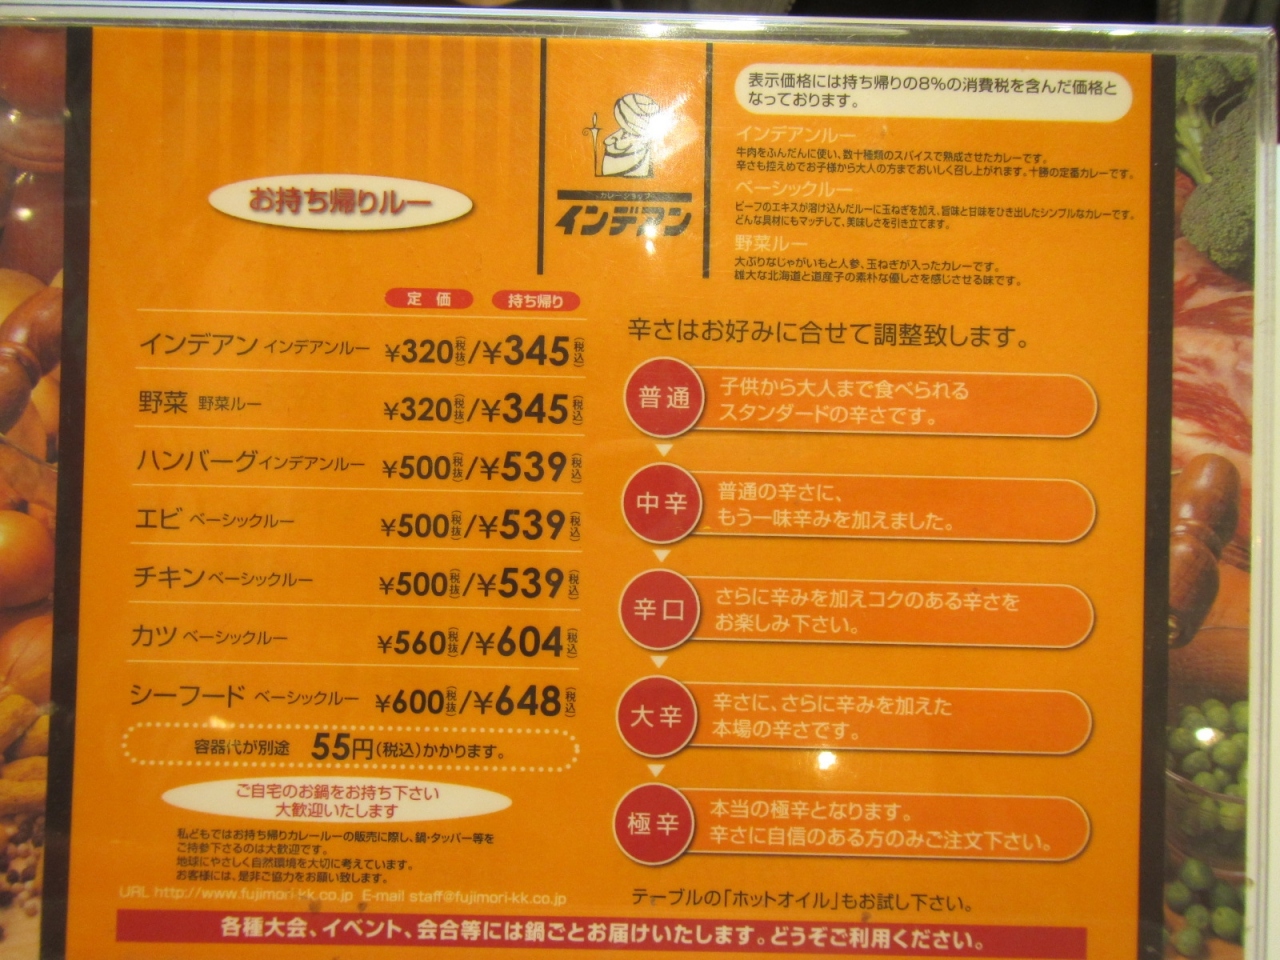 お持ち帰りルー
カレーショップ
インデアン
表示価格には持ち帰りの8%の消費税を含んだ価格と
なっております。
インデアンルー
牛肉をふんだんに使い、数十種類のスパイスで熟成させたカレーです。
辛さも控えめでお子様から大人の方までおいしく召し上がれます。十勝の定番カレーです。
ベーシックルー
ビーフのエキスが溶け込んだルーに玉ねぎを加え、旨味と甘味をひき出したシンプルなカレーです。
どんな具材にもマッチして、美味しさを引き立てます。
野菜ルー
大ぶりなじゃがいもと人参、玉ねぎが入ったカレーです。
雄大な北海道と道産子の素朴な優しさを感じさせる味です。
定価 持ち帰り
インデアン インデアンルー ¥320(税抜)/¥345(税込)
野菜 野菜ルー ¥320(税抜)/¥345(税込)
ハンバーグ インデアンルー ¥500(税抜)/¥539(税込)
エビ ベーシックルー ¥500(税抜)/¥539(税込)
チキン ベーシックルー ¥500(税抜)/¥539(税込)
カツ ベーシックルー ¥560(税抜)/¥604(税込)
シーフード ベーシックルー ¥600(税抜)/¥648(税込)
容器代が別途 55円(税込)かかります。
ご自宅のお鍋をお持ち下さい
大歓迎いたします
私どもではお持ち帰りカレールーの販売に際し、鍋・タッパー等を
ご持参下さるのは大歓迎です。
地球にやさしく自然環境を大切に考えています。
お客様には、是非ご協力をお願い致します。
URL http://www.fujimori-kk.co.jp E-mail staff@fujimori-kk.co.jp
辛さはお好みに合せて調整致します。
普通 子供から大人まで食べられる
スタンダードの辛さです。
中辛 普通の辛さに、
もう一味辛みを加えました。
辛口 さらに辛みを加えコクのある辛さを
お楽しみ下さい。
大辛 辛さに、さらに辛みを加えた
本場の辛さです。
極辛 本当の極辛となります。
辛さに自信のある方のみご注文下さい。
テーブルの「ホットオイル」もお試し下さい。
各種大会、イベント、会合等には鍋ごとお届けいたします。どうぞご利用ください。